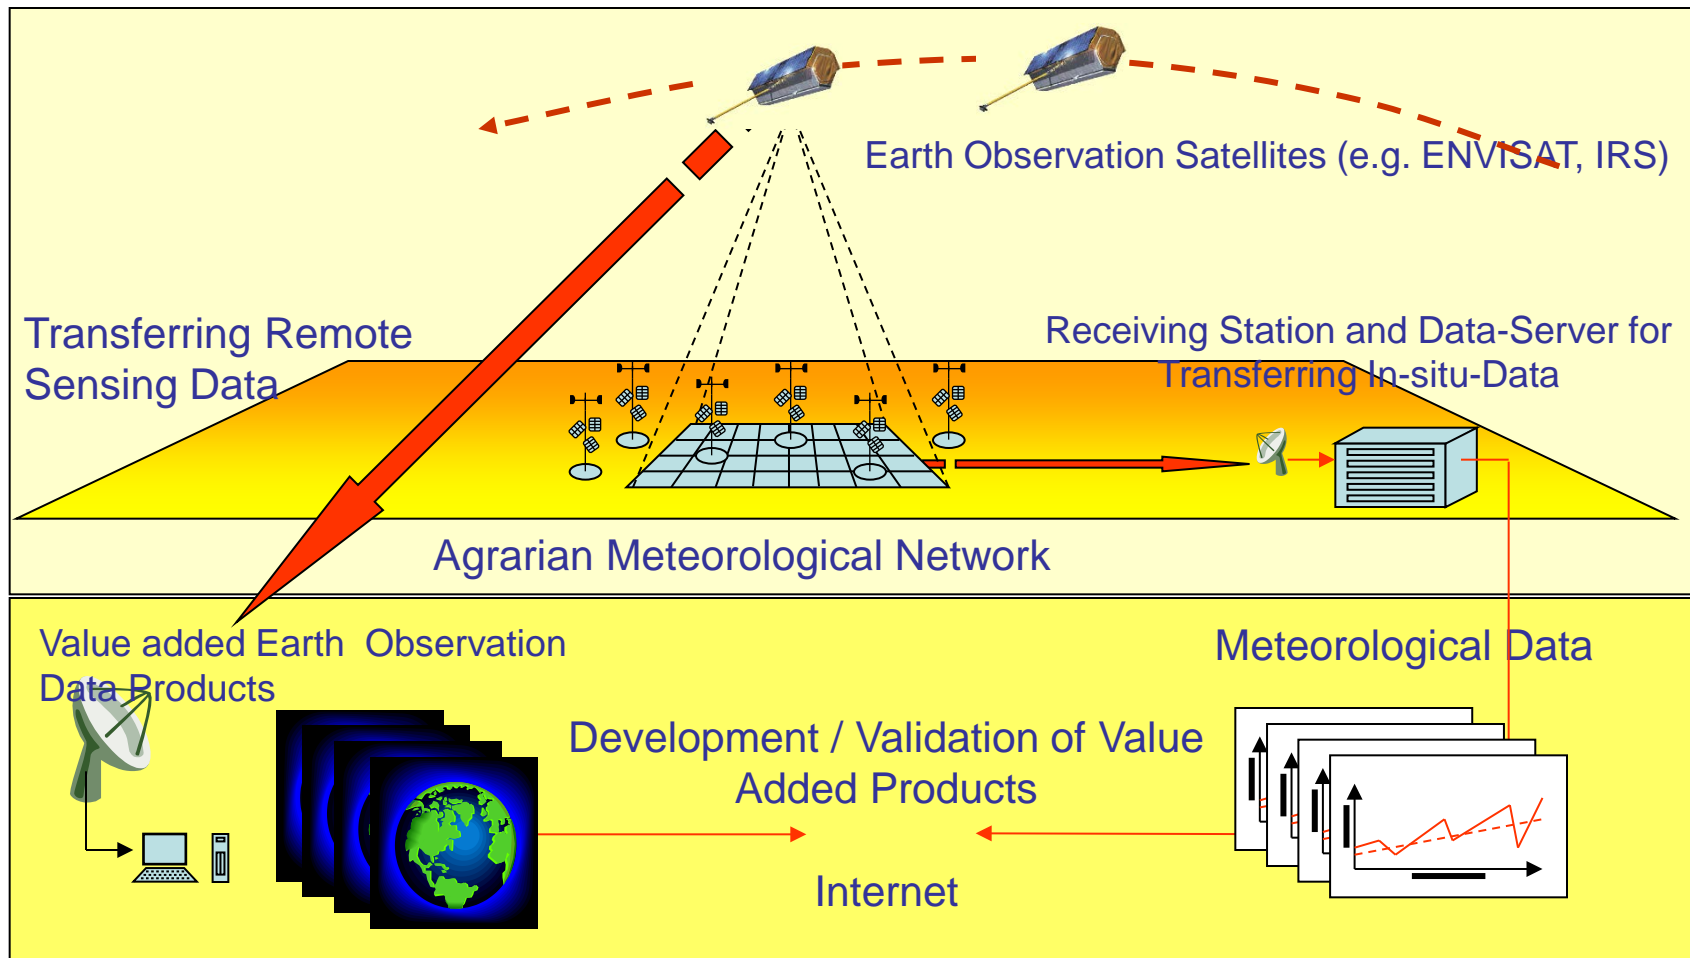 Earth Observation Satellites (e.g. ENVISAT, IRS)
Transferring Remote
Sensing Data
Receiving Station and Data-Server for
Transferring In-situ-Data
Agrarian Meteorological Network
Value added Earth  Observation
Data Products
Meteorological Data
Development / Validation of Value
Added Products
Internet